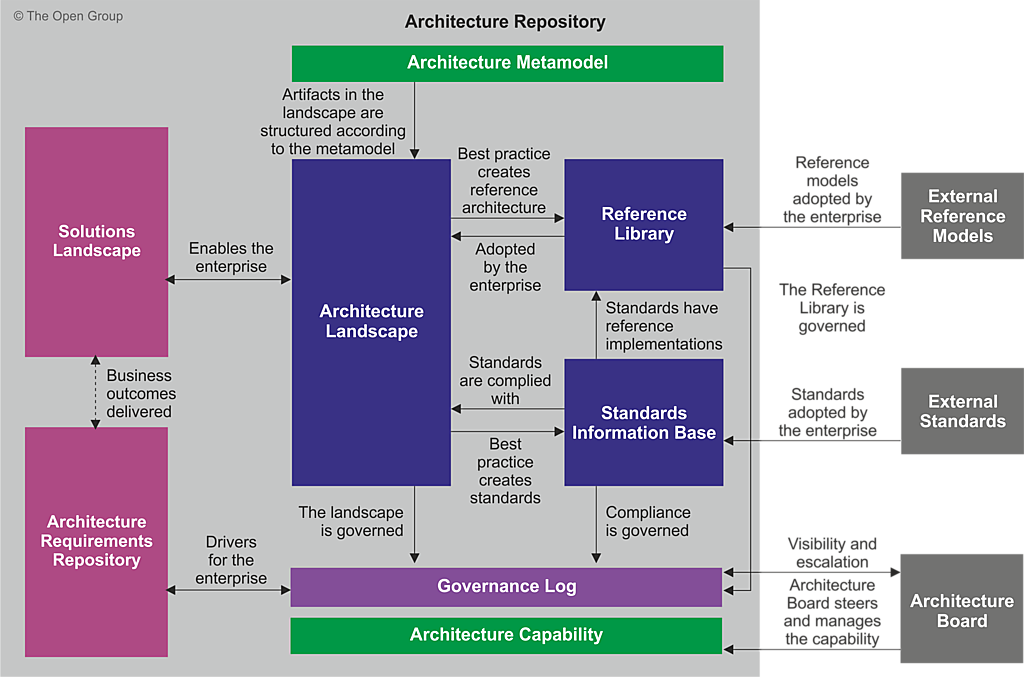 © The Open Group
Architecture Repository
Architecture Metamodel
Artifacts in the
landscape are
structured according
to the metamodel
Best practice
creates
reference
architecture
Reference
models
adopted by
the enterprise
External
Reference
Models
Solutions
Landscape
Enables the
enterprise
Architecture
Landscape
Reference
Library
Adopted
by the
enterprise
The Reference
Library is
governed
Standards have
reference
implementations
Business
outcomes
delivered
Standards
are complied
with
Standards
Information Base
Standards
adopted by
the enterprise
External
Standards
Best
practice
creates
standards
Architecture
Requirements
Repository
The landscape
is governed
Compliance
is governed
Drivers
for the
enterprise
Governance Log
Visibility and
escalation
Architecture
Board steers
and manages
the capability
Architecture
Board
Architecture Capability